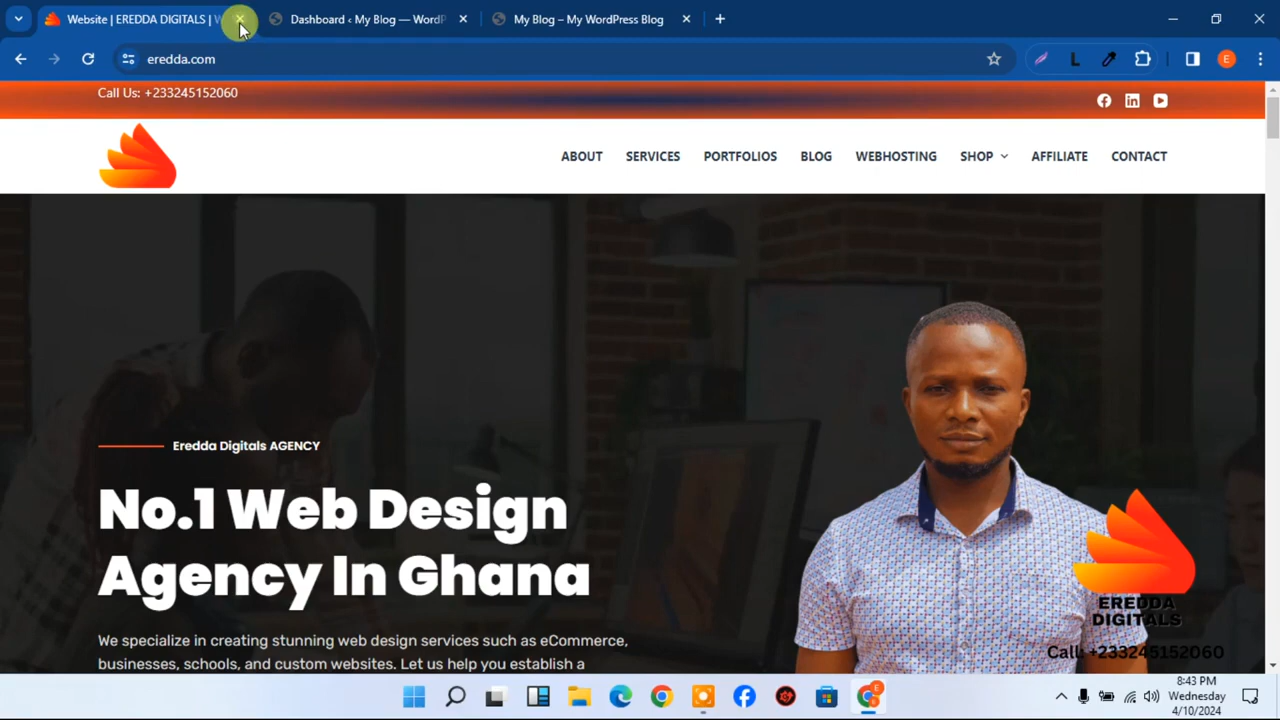 Website | EREDDA DIGITALS |
Dashboard ‹ My Blog — WordP
My Blog – My WordPress Blog
eredda.com
L
E
Call Us: +233245152060
ABOUT
SERVICES
PORTFOLIOS
BLOG
WEBHOSTING
SHOP
AFFILIATE
CONTACT
Eredda Digitals AGENCY
No.1 Web Design
Agency In Ghana
We specialize in creating stunning web design services such as eCommerce,
businesses, schools, and custom websites. Let us help you establish a
EREDDA
DIGITALS
Call: +233245152060
E
8:43 PM
Wednesday
4/10/2024